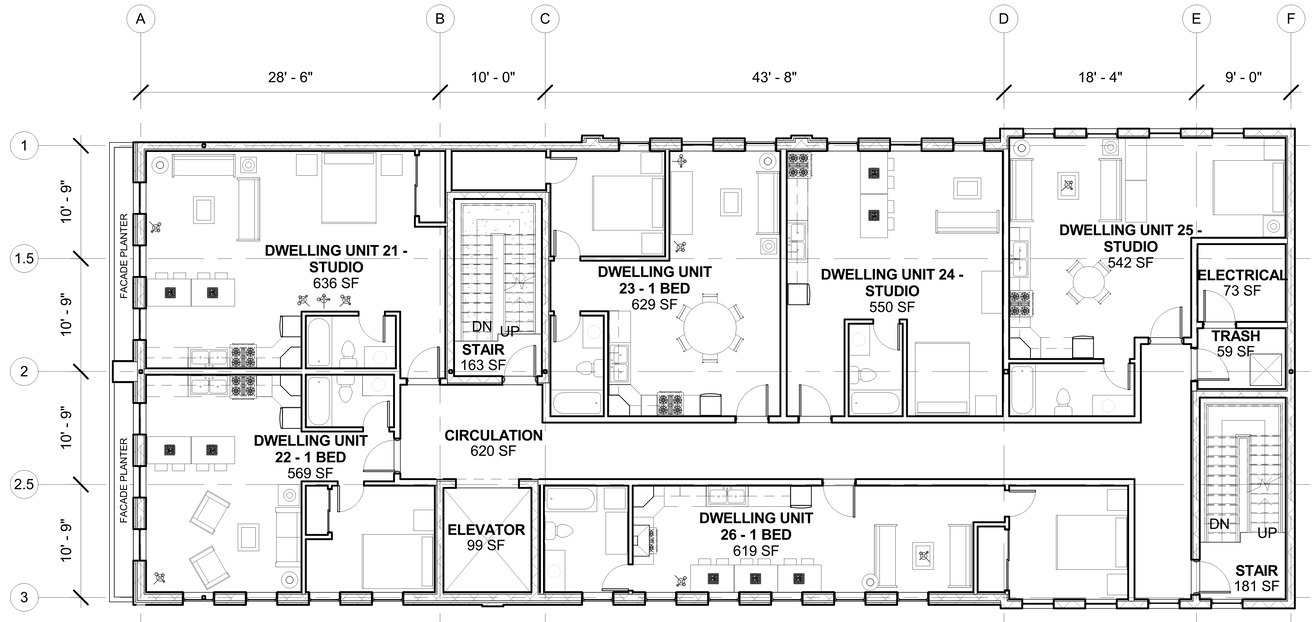 A B C D E F
28' - 6" 10' - 0" 43' - 8" 18' - 4" 9' - 0"
1
10' - 9"
1.5
10' - 9"
2
10' - 9"
2.5
10' - 9"
3
FACADE PLANTER
FACADE PLANTER
DWELLING UNIT 21 -
STUDIO
636 SF
DN UP
STAIR
163 SF
DWELLING UNIT
23 - 1 BED
629 SF
DWELLING UNIT 24 -
STUDIO
550 SF
DWELLING UNIT 25 -
STUDIO
542 SF
ELECTRICAL
73 SF
TRASH
59 SF
DWELLING UNIT
22 - 1 BED
569 SF
CIRCULATION
620 SF
ELEVATOR
99 SF
DWELLING UNIT
26 - 1 BED
619 SF
DN UP
STAIR
181 SF